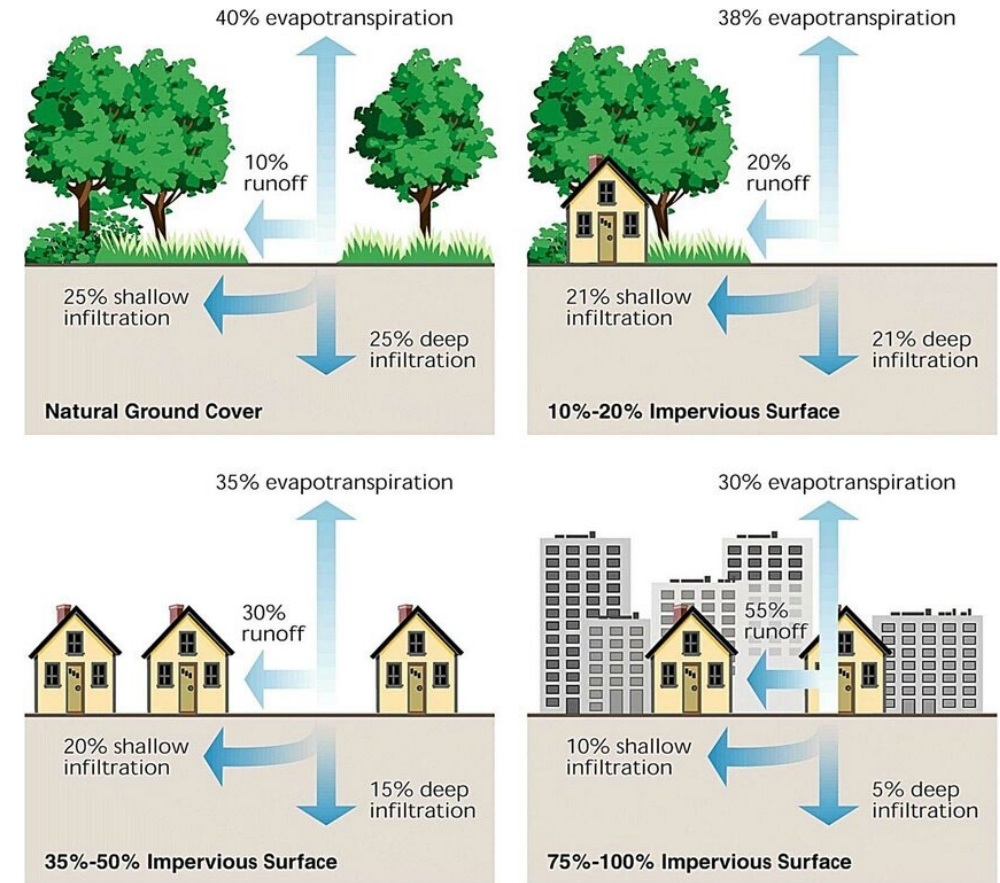 40% evapotranspiration
10%
runoff
25% shallow
infiltration
25% deep
infiltration
Natural Ground Cover
38% evapotranspiration
20%
runoff
21% shallow
infiltration
21% deep
infiltration
10%-20% Impervious Surface
35% evapotranspiration
30%
runoff
20% shallow
infiltration
15% deep
infiltration
35%-50% Impervious Surface
30% evapotranspiration
55%
runoff
10% shallow
infiltration
5% deep
infiltration
75%-100% Impervious Surface